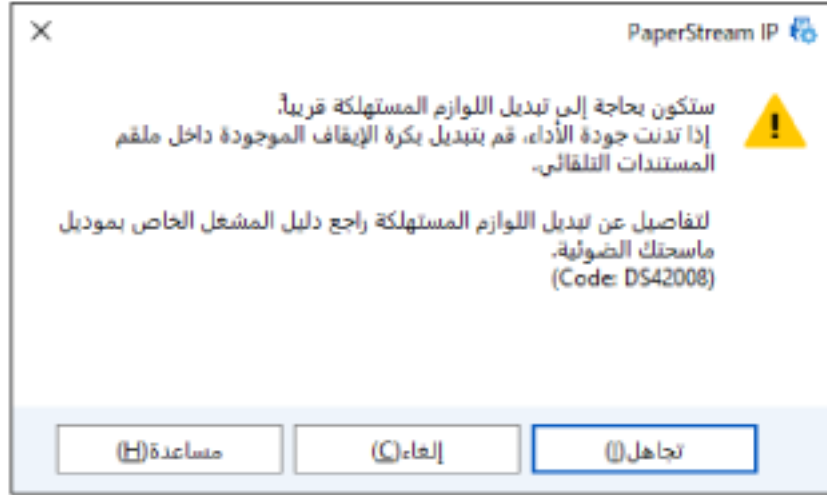 PaperStream IP
ستكون بحاجة إلى تبديل اللوازم المستهلكة قريباً.
إذا تدنت جودة الأداء، قم بتبديل بكرة الإيقاف الموجودة داخل ملقم
المستندات التلقائي.
لتفاصيل عن تبديل اللوازم المستهلكة راجع دليل المشغل الخاص بموديل
ماسحتك الضوئية.
(Code: DS42008)
تجاهل(I)
إلغاء(C)
مساعدة(H)